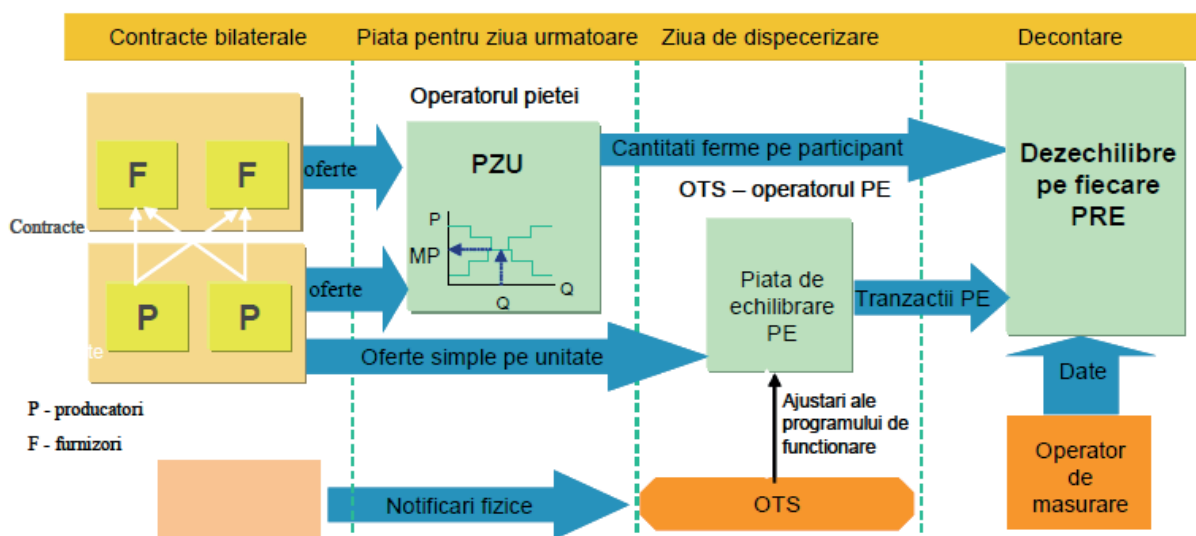 Contracte bilaterale
Piata pentru ziua urmatoare
Ziua de dispecerizare
Decontare
Operatorul pietei
F
F
oferte
PZU
P
MP
Q
Q
Cantitati ferme pe participant
OTS – operatorul PE
Dezechilibre
pe fiecare
PRE
Contracte
P
P
te
oferte
Oferte simple pe unitate
Piata de
echilibrare
PE
Tranzactii PE
Date
P - producatori
F - furnizori
Ajustari ale
programului de
functionare
Notificari fizice
OTS
Operator
de
masurare